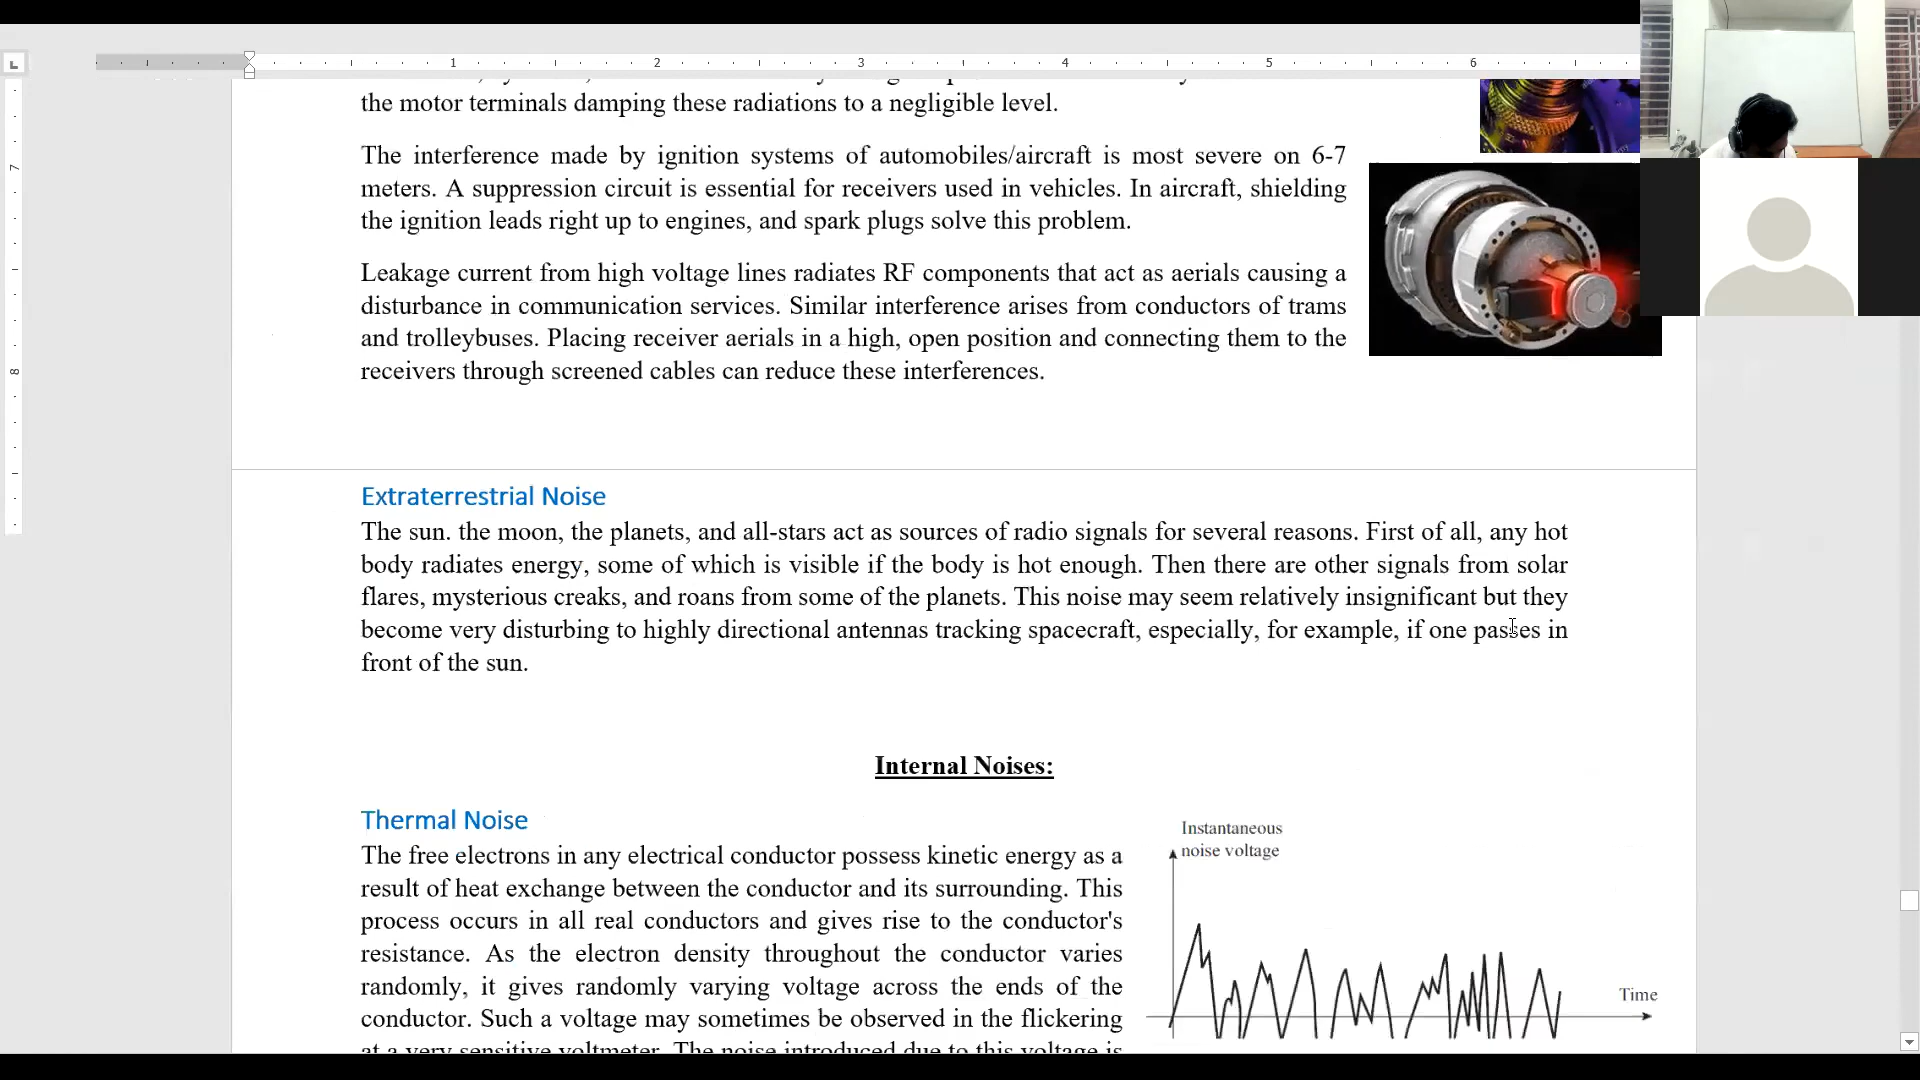 1 2 3 4 5 6
7
8
the motor terminals damping these radiations to a negligible level.
The interference made by ignition systems of automobiles/aircraft is most severe on 6-7
meters. A suppression circuit is essential for receivers used in vehicles. In aircraft, shielding
the ignition leads right up to engines, and spark plugs solve this problem.
Leakage current from high voltage lines radiates RF components that act as aerials causing a
disturbance in communication services. Similar interference arises from conductors of trams
and trolleybuses. Placing receiver aerials in a high, open position and connecting them to the
receivers through screened cables can reduce these interferences.
Extraterrestrial Noise
The sun. the moon, the planets, and all-stars act as sources of radio signals for several reasons. First of all, any hot
body radiates energy, some of which is visible if the body is hot enough. Then there are other signals from solar
flares, mysterious creaks, and roans from some of the planets. This noise may seem relatively insignificant but they
become very disturbing to highly directional antennas tracking spacecraft, especially, for example, if one passes in
front of the sun.
Internal Noises:
Thermal Noise
The free electrons in any electrical conductor possess kinetic energy as a
result of heat exchange between the conductor and its surrounding. This
process occurs in all real conductors and gives rise to the conductor's
resistance. As the electron density throughout the conductor varies
randomly, it gives randomly varying voltage across the ends of the
conductor. Such a voltage may sometimes be observed in the flickering
at a very sensitive voltmeter. The noise introduced due to this voltage is
Instantaneous
noise voltage
Time